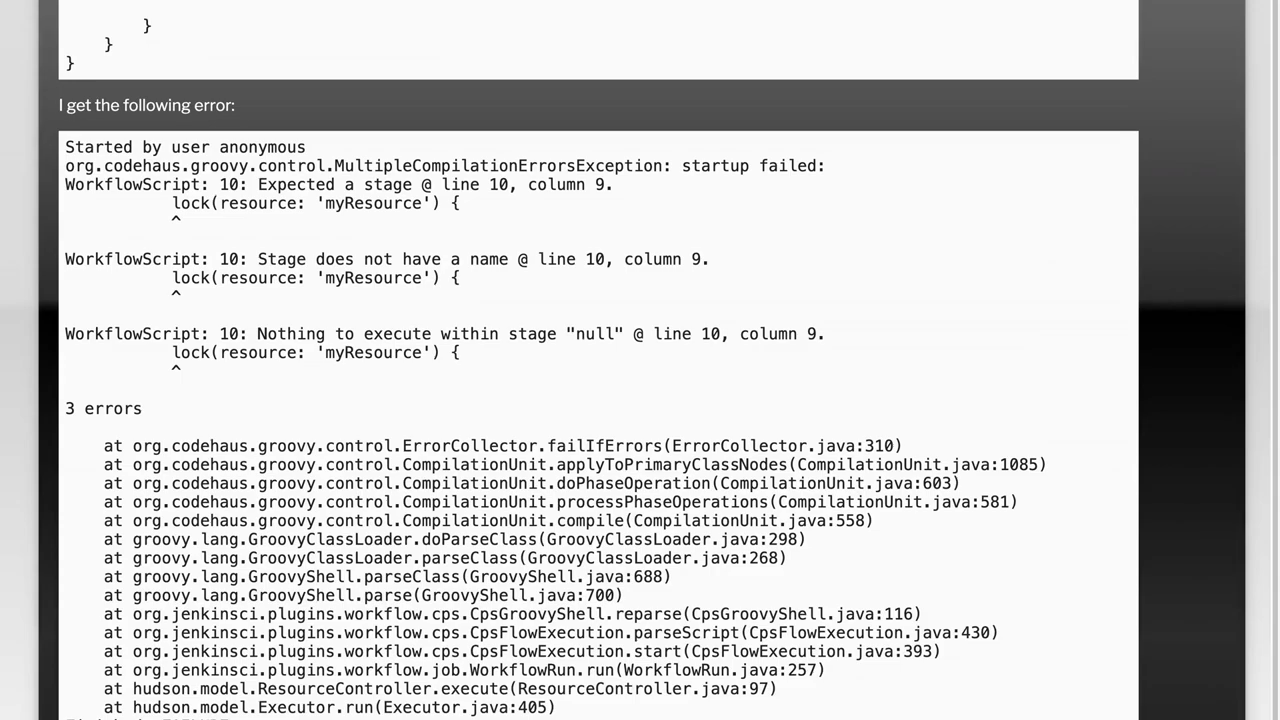 }
}
}
I get the following error:
Started by user anonymous
org.codehaus.groovy.control.MultipleCompilationErrorsException: startup failed:
WorkflowScript: 10: Expected a stage @ line 10, column 9.
lock(resource: 'myResource') {
^
WorkflowScript: 10: Stage does not have a name @ line 10, column 9.
lock(resource: 'myResource') {
^
WorkflowScript: 10: Nothing to execute within stage "null" @ line 10, column 9.
lock(resource: 'myResource') {
^
3 errors
at org.codehaus.groovy.control.ErrorCollector.failIfErrors(ErrorCollector.java:310)
at org.codehaus.groovy.control.CompilationUnit.applyToPrimaryClassNodes(CompilationUnit.java:1085)
at org.codehaus.groovy.control.CompilationUnit.doPhaseOperation(CompilationUnit.java:603)
at org.codehaus.groovy.control.CompilationUnit.processPhaseOperations(CompilationUnit.java:581)
at org.codehaus.groovy.control.CompilationUnit.compile(CompilationUnit.java:558)
at groovy.lang.GroovyClassLoader.doParseClass(GroovyClassLoader.java:298)
at groovy.lang.GroovyClassLoader.parseClass(GroovyClassLoader.java:268)
at groovy.lang.GroovyShell.parseClass(GroovyShell.java:688)
at groovy.lang.GroovyShell.parse(GroovyShell.java:700)
at org.jenkinsci.plugins.workflow.cps.CpsGroovyShell.reparse(CpsGroovyShell.java:116)
at org.jenkinsci.plugins.workflow.cps.CpsFlowExecution.parseScript(CpsFlowExecution.java:430)
at org.jenkinsci.plugins.workflow.cps.CpsFlowExecution.start(CpsFlowExecution.java:393)
at org.jenkinsci.plugins.workflow.job.WorkflowRun.run(WorkflowRun.java:257)
at hudson.model.ResourceController.execute(ResourceController.java:97)
at hudson.model.Executor.run(Executor.java:405)